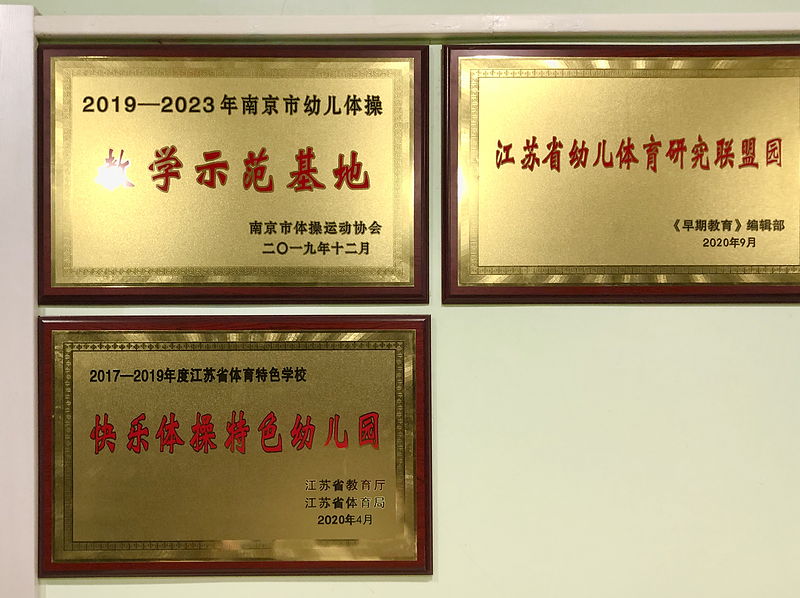 2019—2023年南京市幼儿体操
教学示范基地
南京市体操运动协会
二〇一九年十二月
江苏省幼儿体育研究联盟园
《早期教育》编辑部
2020年9月
2017—2019年度江苏省体育特色学校
快乐体操特色幼儿园
江苏省教育厅
江苏省体育局
2020年4月